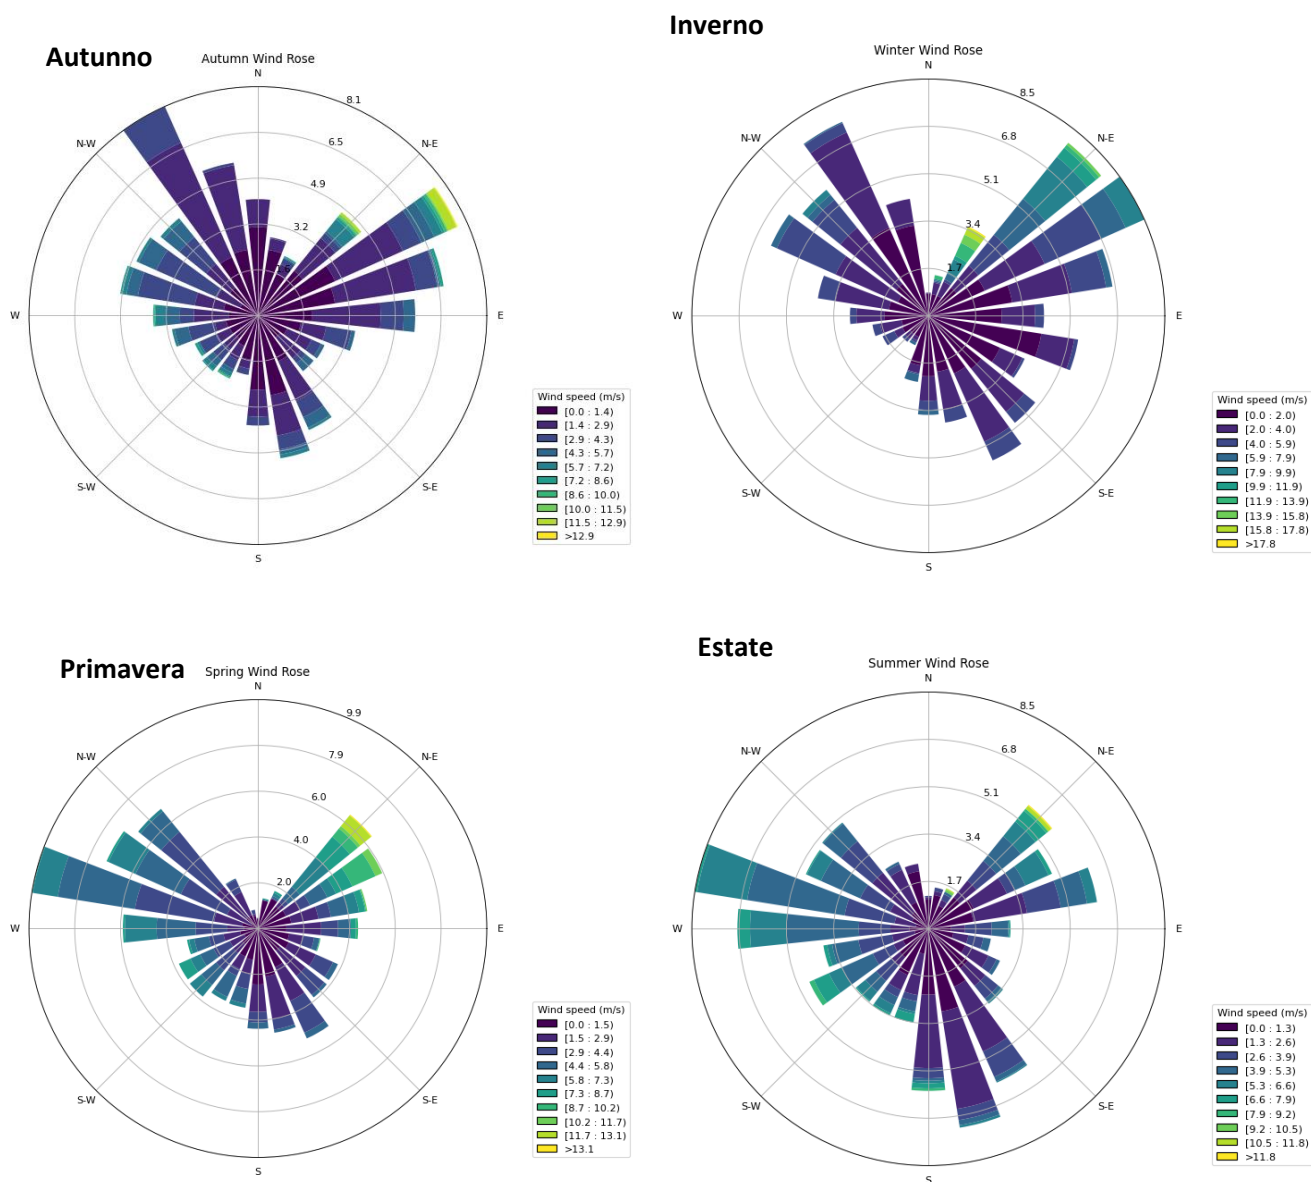 Autunno
Autumn Wind Rose
N
N-E
E
S-E
S
S-W
W
N-W
1.6
3.2
4.9
6.5
8.1
Wind speed (m/s)
[0.0 : 1.4)
[1.4 : 2.9)
[2.9 : 4.3)
[4.3 : 5.7)
[5.7 : 7.2)
[7.2 : 8.6)
[8.6 : 10.0)
[10.0 : 11.5)
[11.5 : 12.9)
>12.9
Inverno
Winter Wind Rose
N
N-E
E
S-E
S
S-W
W
N-W
1.7
3.4
5.1
6.8
8.5
Wind speed (m/s)
[0.0 : 2.0)
[2.0 : 4.0)
[4.0 : 5.9)
[5.9 : 7.9)
[7.9 : 9.9)
[9.9 : 11.9)
[11.9 : 13.9)
[13.9 : 15.8)
[15.8 : 17.8)
>17.8
Primavera
Spring Wind Rose
N
N-E
E
S-E
S
S-W
W
N-W
2.0
4.0
6.0
7.9
9.9
Wind speed (m/s)
[0.0 : 1.5)
[1.5 : 2.9)
[2.9 : 4.4)
[4.4 : 5.8)
[5.8 : 7.3)
[7.3 : 8.7)
[8.7 : 10.2)
[10.2 : 11.7)
[11.7 : 13.1)
>13.1
Estate
Summer Wind Rose
N
N-E
E
S-E
S
S-W
W
N-W
1.7
3.4
5.1
6.8
8.5
Wind speed (m/s)
[0.0 : 1.3)
[1.3 : 2.6)
[2.6 : 3.9)
[3.9 : 5.3)
[5.3 : 6.6)
[6.6 : 7.9)
[7.9 : 9.2)
[9.2 : 10.5)
[10.5 : 11.8)
>11.8